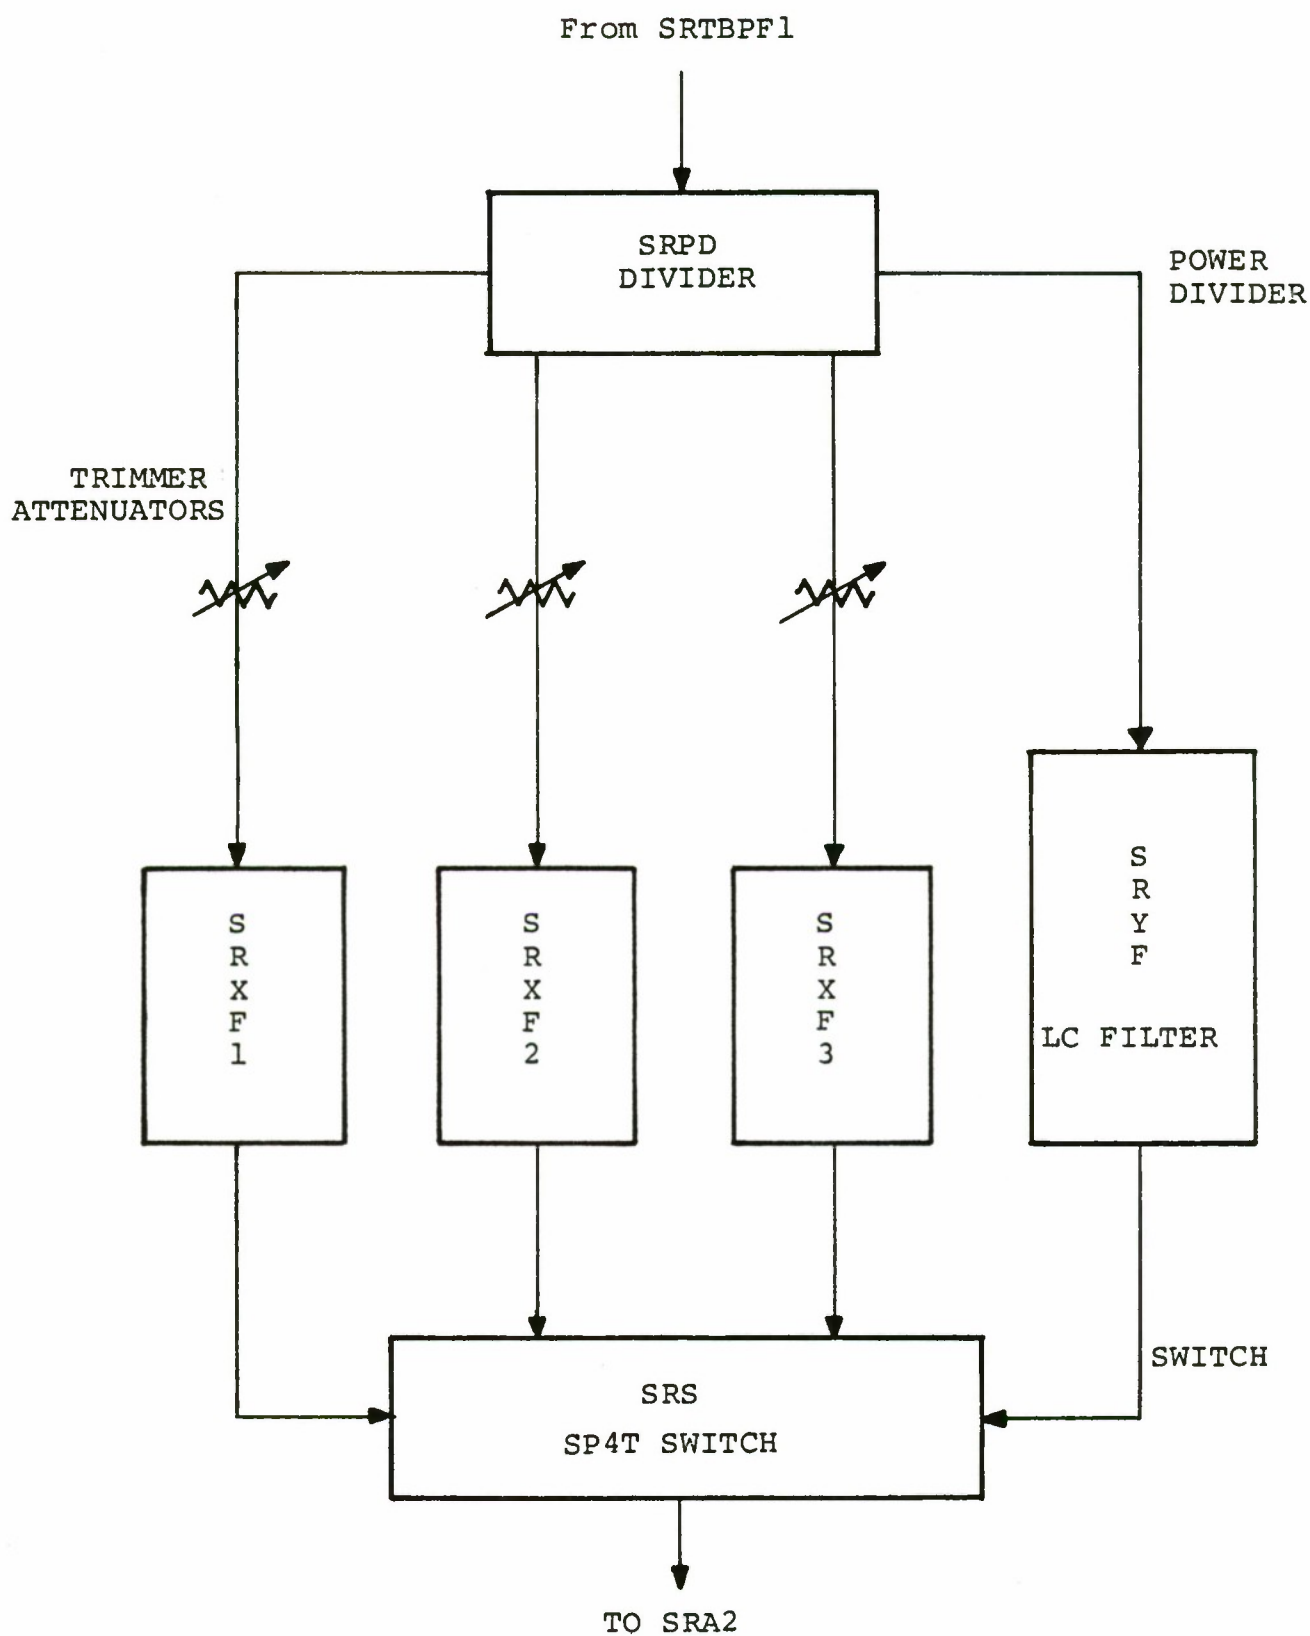 From SRTBPF1
SRPD
DIVIDER
POWER
DIVIDER
TRIMMER
ATTENUATORS
S
R
X
F
1
S
R
X
F
2
S
R
X
F
3
S
R
Y
F
LC FILTER
SWITCH
SRS
SP4T SWITCH
TO SRA2